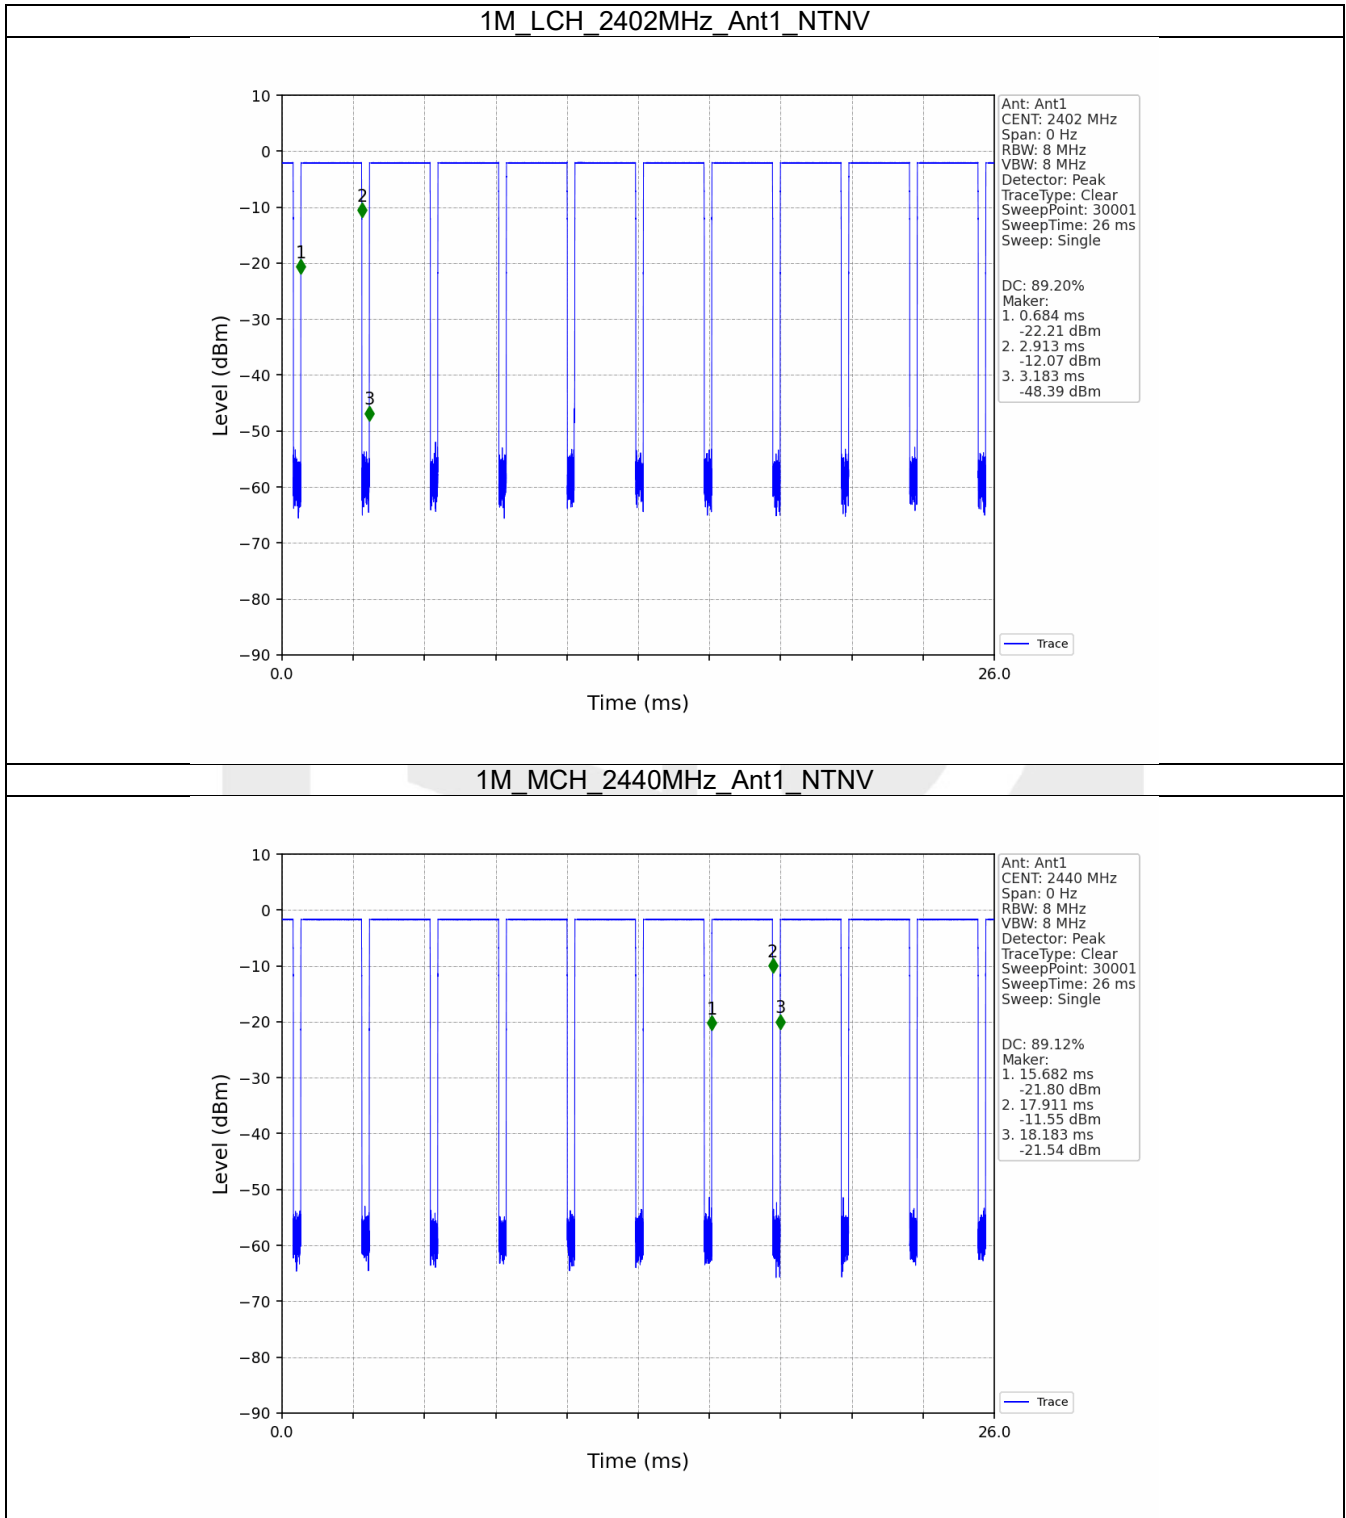 1M_LCH_2402MHz_Ant1_NTNV
10
0
−10
−20
−30
−40
−50
−60
−70
−80
−90
Level (dBm)
1
2
3
0.0
26.0
Time (ms)
Ant: Ant1
CENT: 2402 MHz
Span: 0 Hz
RBW: 8 MHz
VBW: 8 MHz
Detector: Peak
TraceType: Clear
SweepPoint: 30001
SweepTime: 26 ms
Sweep: Single
DC: 89.20%
Maker:
1. 0.684 ms
-22.21 dBm
2. 2.913 ms
-12.07 dBm
3. 3.183 ms
-48.39 dBm
Trace
1M_MCH_2440MHz_Ant1_NTNV
10
0
−10
−20
−30
−40
−50
−60
−70
−80
−90
Level (dBm)
1
2
3
0.0
26.0
Time (ms)
Ant: Ant1
CENT: 2440 MHz
Span: 0 Hz
RBW: 8 MHz
VBW: 8 MHz
Detector: Peak
TraceType: Clear
SweepPoint: 30001
SweepTime: 26 ms
Sweep: Single
DC: 89.12%
Maker:
1. 15.682 ms
-21.80 dBm
2. 17.911 ms
-11.55 dBm
3. 18.183 ms
-21.54 dBm
Trace